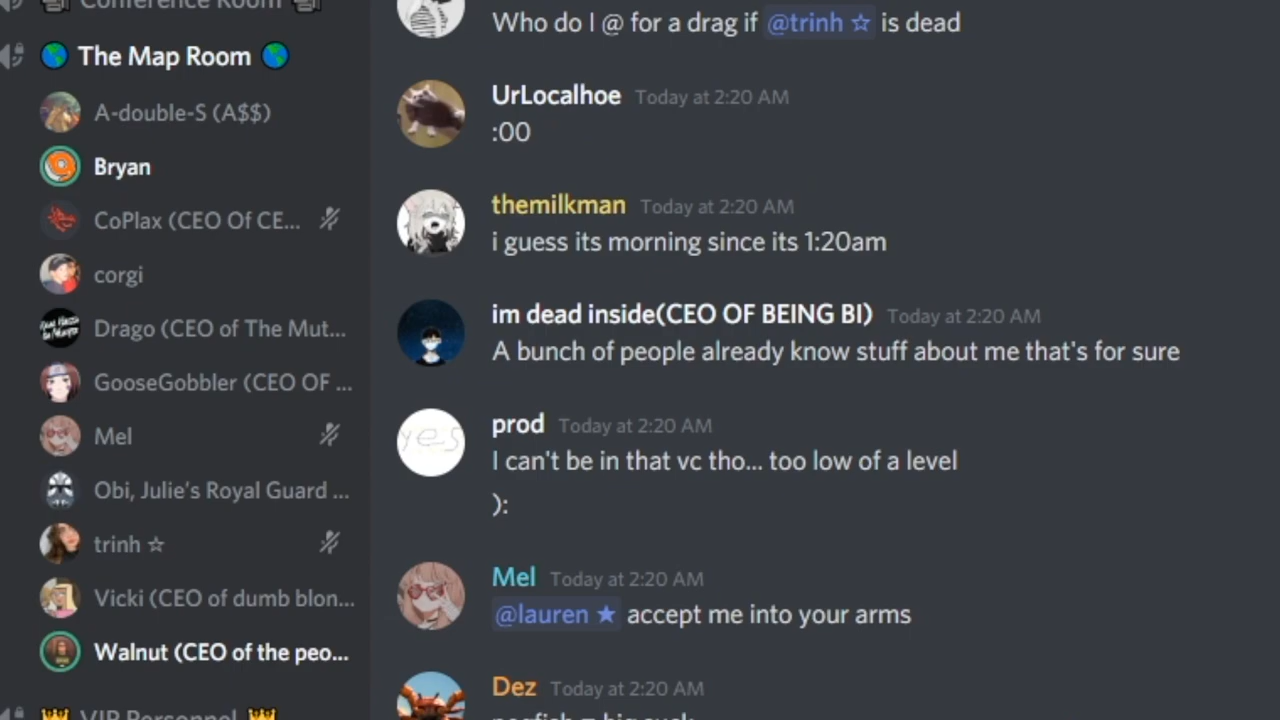 Conference Room
The Map Room
A-double-S (A$$)
Bryan
CoPlax (CEO Of CE...
corgi
Drago (CEO of The Mut...
GooseGobbler (CEO OF ...
Mel
Obi, Julie's Royal Guard ...
trinh ☆
Vicki (CEO of dumb blon...
Walnut (CEO of the peo...
VIP Personnel
Who do I @ for a drag if @trinh ☆ is dead
UrLocalhoe Today at 2:20 AM
:00
themilkman Today at 2:20 AM
i guess its morning since its 1:20am
im dead inside(CEO OF BEING BI) Today at 2:20 AM
A bunch of people already know stuff about me that's for sure
yes
prod Today at 2:20 AM
I can't be in that vc tho... too low of a level
):
Mel Today at 2:20 AM
@lauren ★ accept me into your arms
Dez Today at 2:20 AM